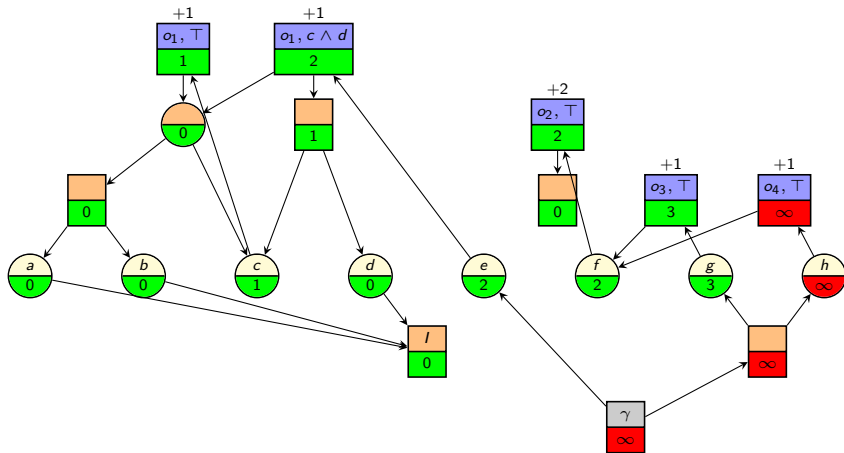 +1 +1
o₁, ⊤ o₁, c ∧ d
1 2
+2
o₂, ⊤
0 1 2
+1 +1
o₃, ⊤ o₄, ⊤
0 0 3 ∞
a b c d e f g h
0 0 1 0 2 2 3 ∞
I
0 ∞
γ
∞